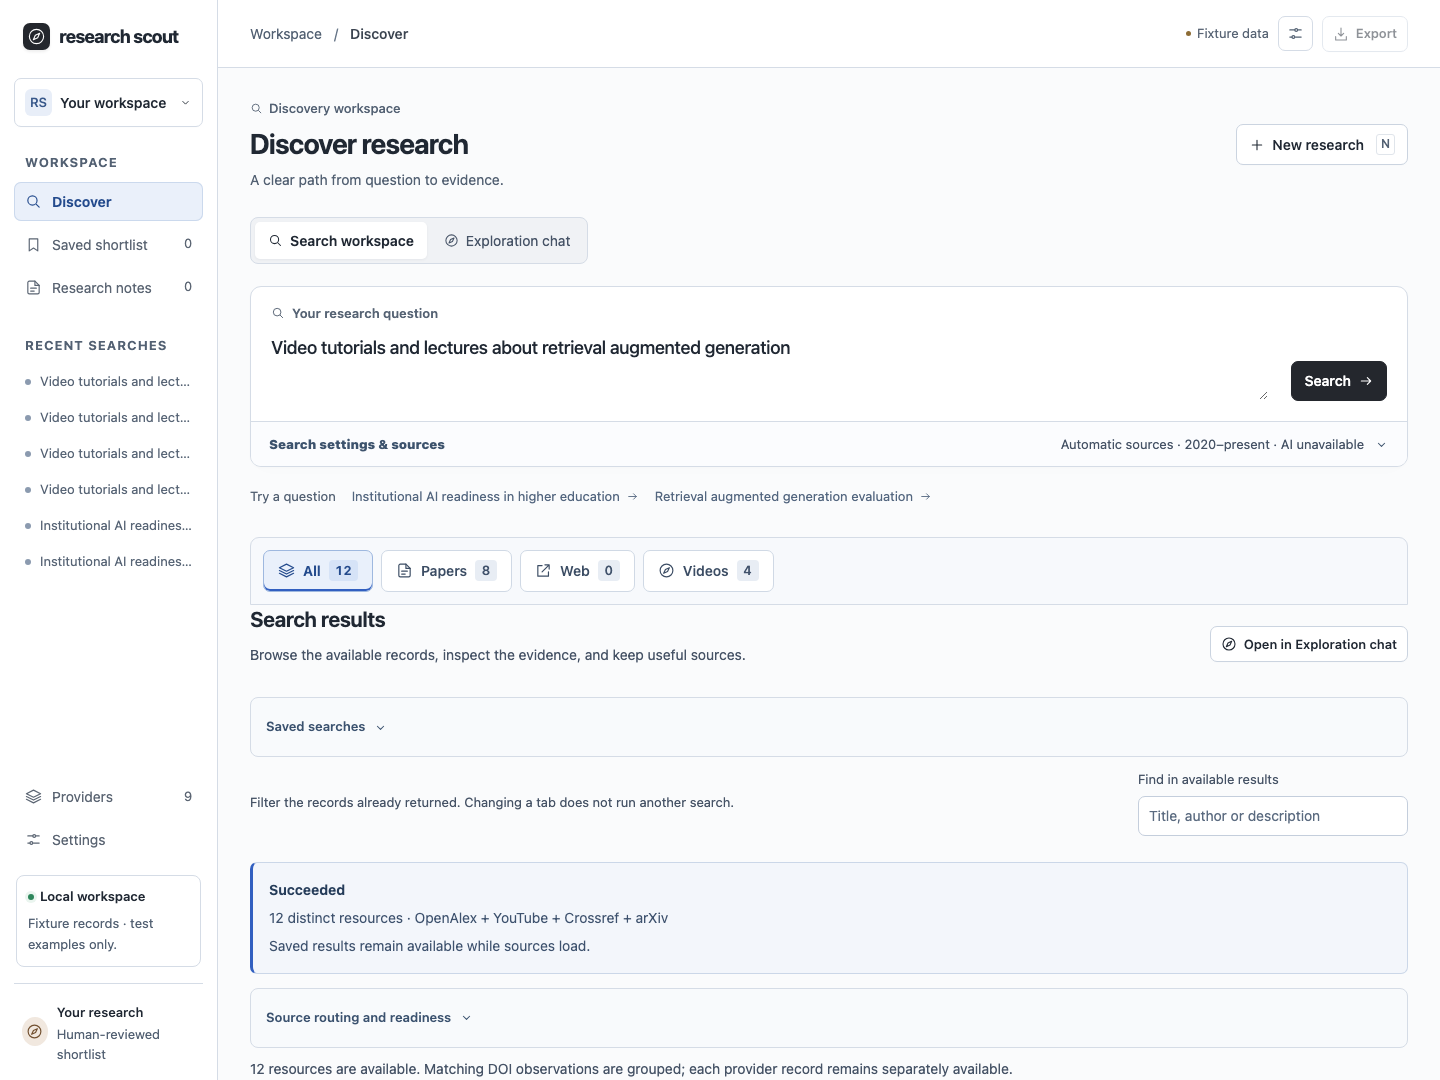 research scout
RS Your workspace
WORKSPACE
Discover
Saved shortlist 0
Research notes 0
RECENT SEARCHES
Video tutorials and lect...
Video tutorials and lect...
Video tutorials and lect...
Video tutorials and lect...
Institutional AI readines...
Institutional AI readines...
Providers 9
Settings
Local workspace
Fixture records · test
examples only.
Your research
Human-reviewed
shortlist
Workspace / Discover
Fixture data
Export
Discovery workspace
Discover research
A clear path from question to evidence.
New research N
Search workspace
Exploration chat
Your research question
Video tutorials and lectures about retrieval augmented generation
Search →
Search settings & sources
Automatic sources · 2020–present · AI unavailable
Try a question Institutional AI readiness in higher education → Retrieval augmented generation evaluation →
All 12
Papers 8
Web 0
Videos 4
Search results
Browse the available records, inspect the evidence, and keep useful sources.
Open in Exploration chat
Saved searches
Filter the records already returned. Changing a tab does not run another search.
Find in available results
Title, author or description
Succeeded
12 distinct resources · OpenAlex + YouTube + Crossref + arXiv
Saved results remain available while sources load.
Source routing and readiness
12 resources are available. Matching DOI observations are grouped; each provider record remains separately available.